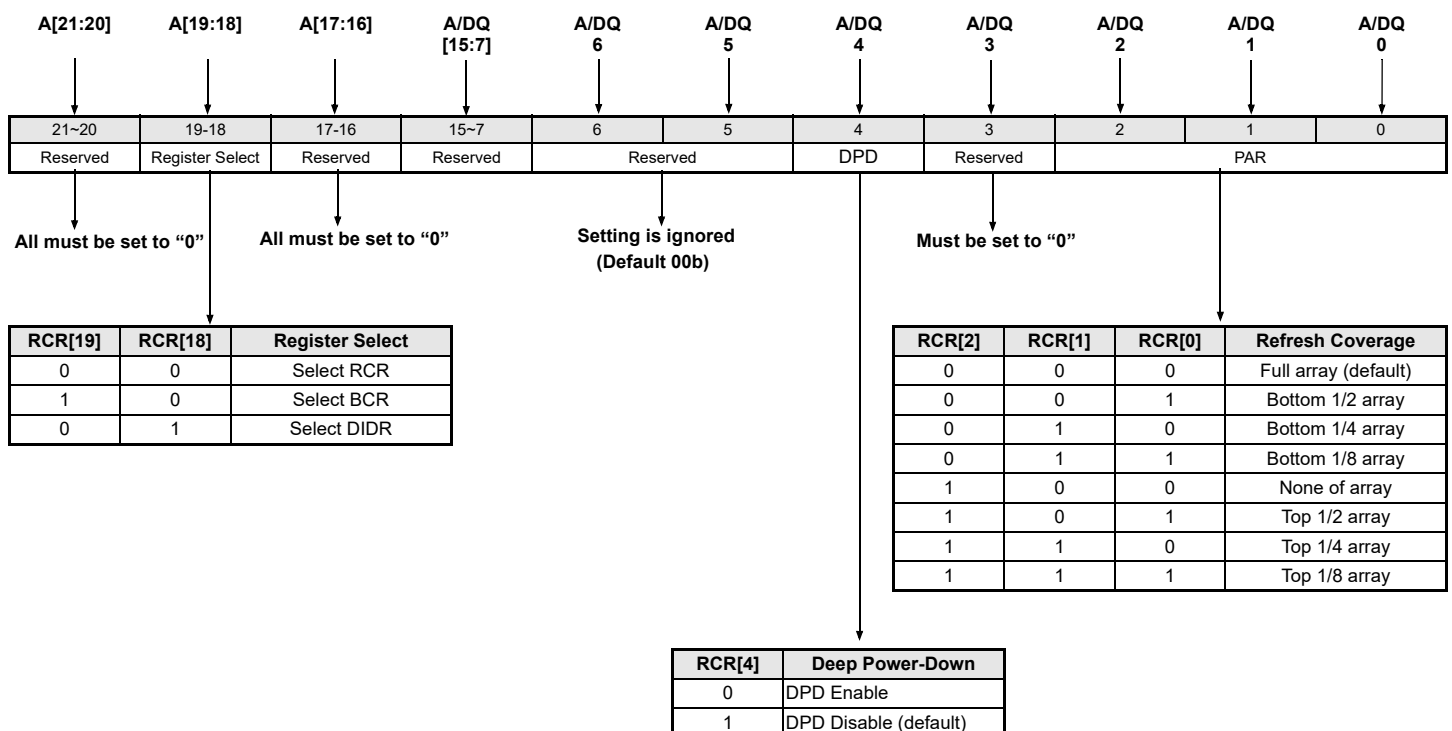 A[21:20] A[19:18] A[17:16] A/DQ A/DQ A/DQ A/DQ A/DQ A/DQ A/DQ A/DQ
[15:7] 6 5 4 3 2 1 0
21~20 19-18 17-16 15~7 6 5 4 3 2 1 0
Reserved Register Select Reserved Reserved Reserved DPD Reserved PAR
All must be set to “0” All must be set to “0” Setting is ignored Must be set to “0”
(Default 00b)
RCR[19] RCR[18] Register Select
0 0 Select RCR
1 0 Select BCR
0 1 Select DIDR
RCR[2] RCR[1] RCR[0] Refresh Coverage
0 0 0 Full array (default)
0 0 1 Bottom 1/2 array
0 1 0 Bottom 1/4 array
0 1 1 Bottom 1/8 array
1 0 0 None of array
1 0 1 Top 1/2 array
1 1 0 Top 1/4 array
1 1 1 Top 1/8 array
RCR[4] Deep Power-Down
0 DPD Enable
1 DPD Disable (default)